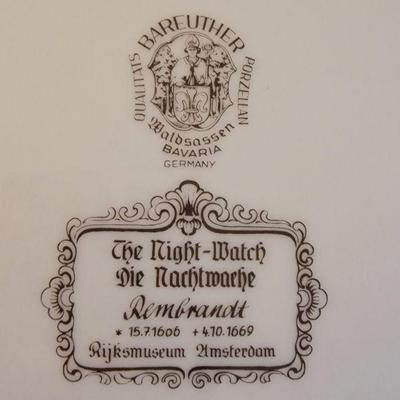 BAREUTHER
QUALITÄTS PORZELLAN
Waldsassen
BAVARIA
GERMANY
The Night-Watch
Die Nachtwache
Rembrandt
* 15.7.1606 + 4.10.1669
Rijksmuseum Amsterdam